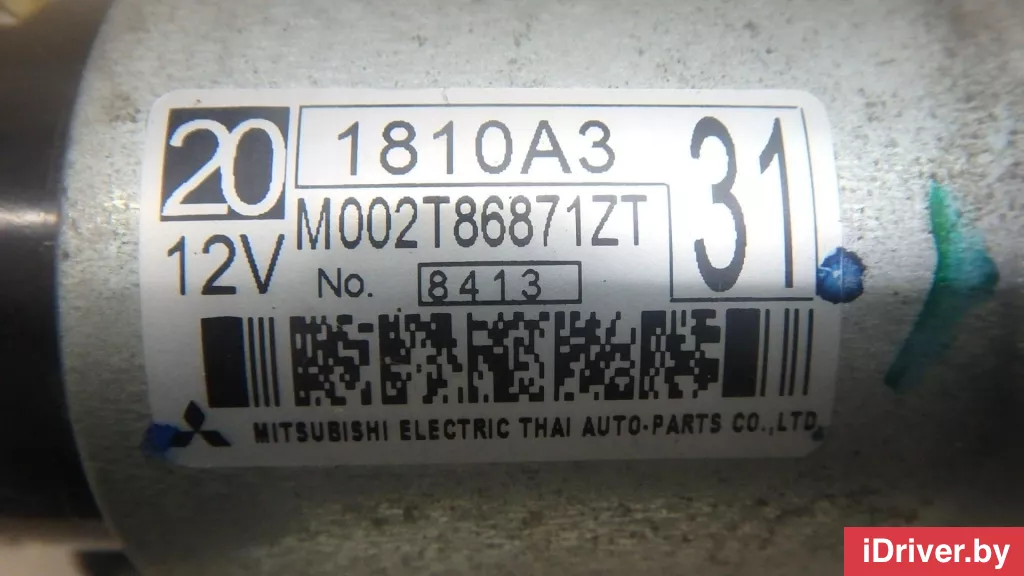 20
1810A3
31
M002T86871ZT
12V
No. 8413
MITSUBISHI ELECTRIC THAI AUTO-PARTS CO.,LTD.
iDriver.by